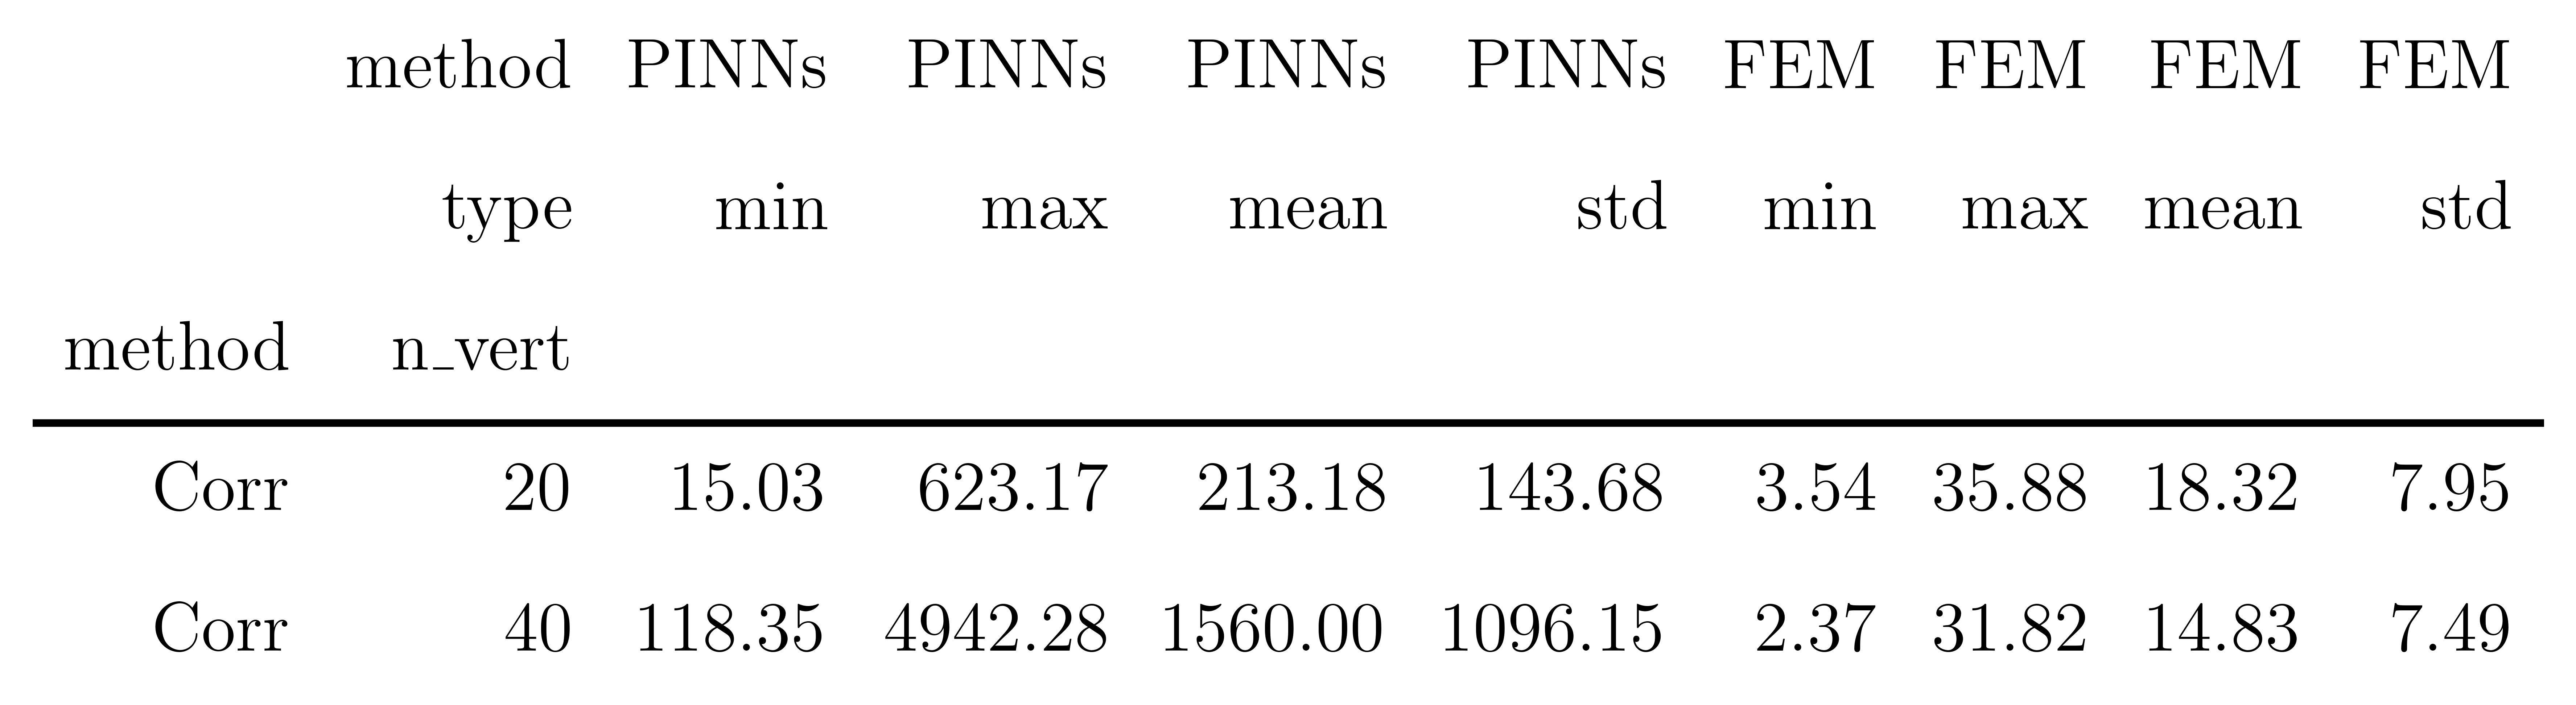 method PINNs PINNs PINNs PINNs FEM FEM FEM FEM
type min max mean std min max mean std
method n_vert
Corr 20 15.03 623.17 213.18 143.68 3.54 35.88 18.32 7.95
Corr 40 118.35 4942.28 1560.00 1096.15 2.37 31.82 14.83 7.49